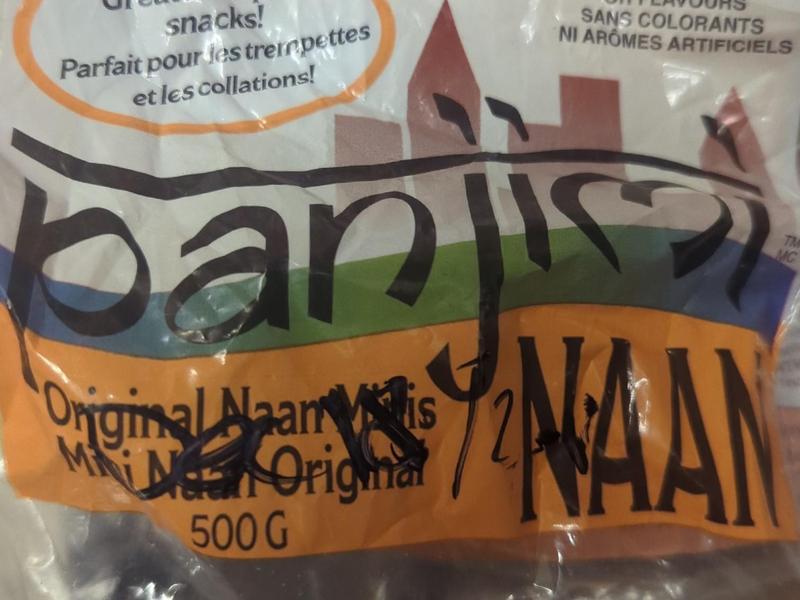 snacks!
Parfait pour les trempettes
et les collations!
SANS COLORANTS
NI ARÔMES ARTIFICIELS
panjimi
TM
MC
NAAN
Original Naan Minis
Mini Naan Original
500 G